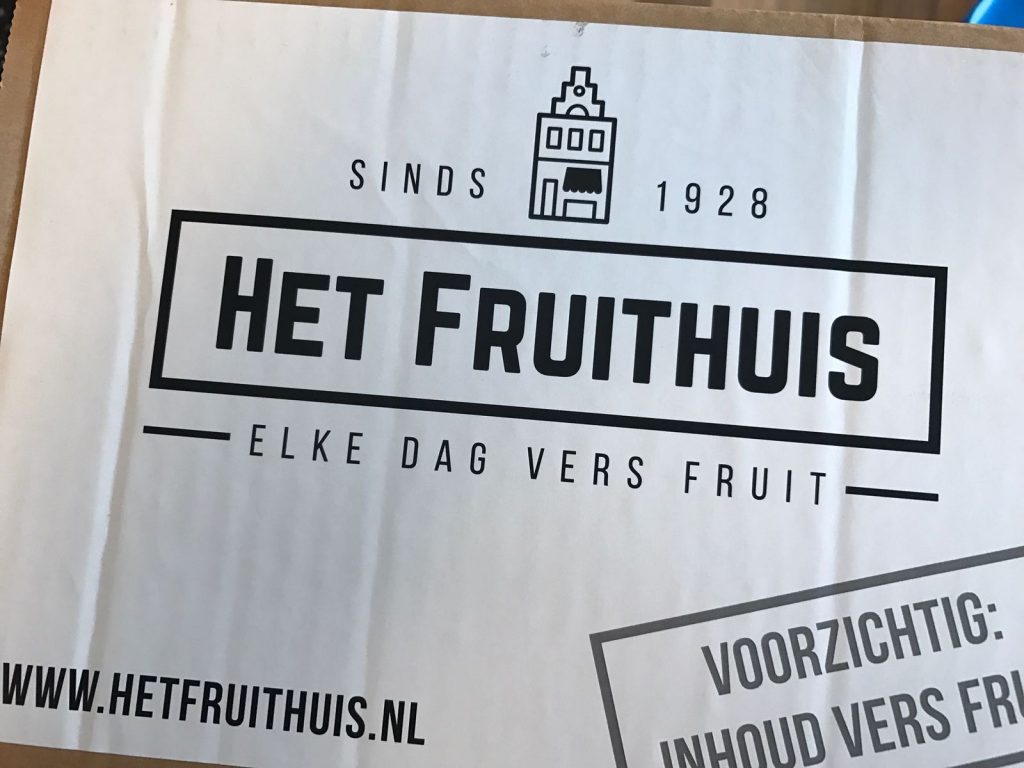 SINDS 1928
HET FRUITHUIS
ELKE DAG VERS FRUIT
WWW.HETFRUITHUIS.NL
VOORZICHTIG:
INHOUD VERS